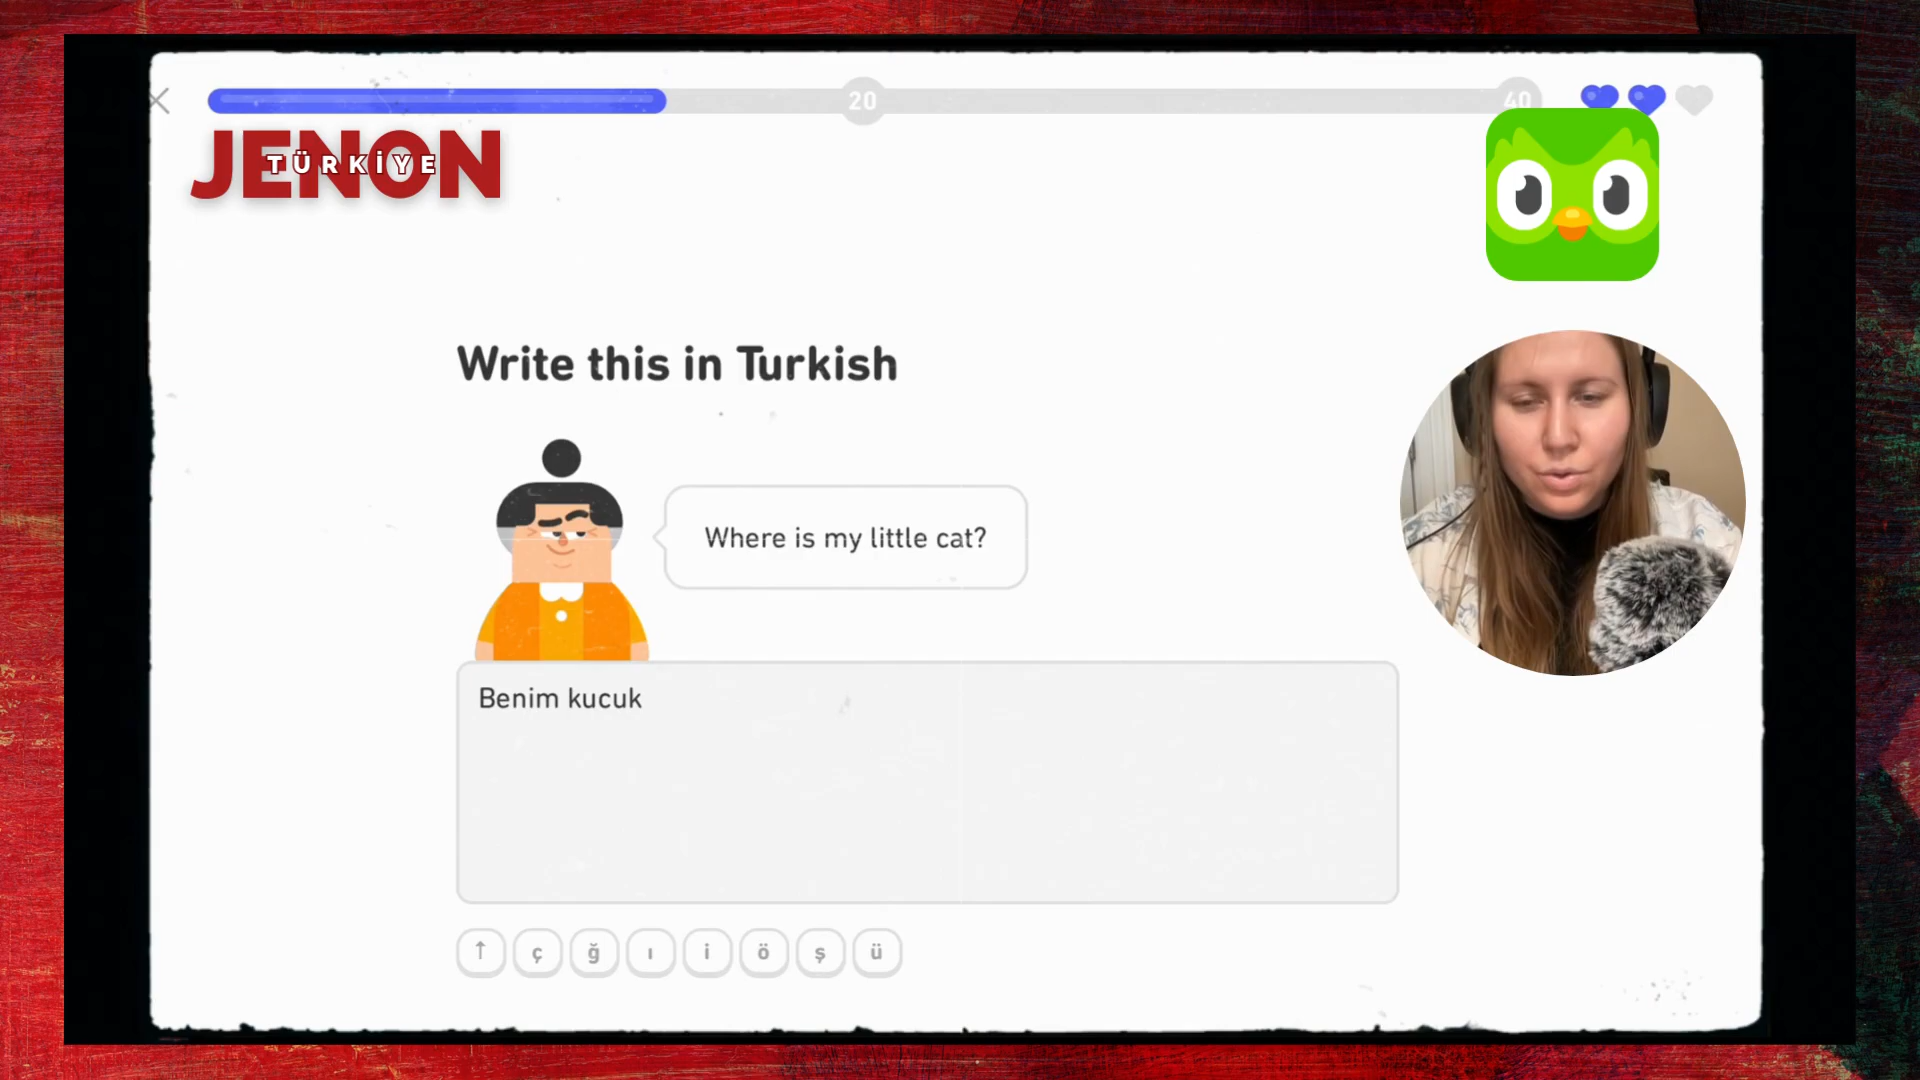 20
40
JENON
TÜRKİYE
Write this in Turkish
Where is my little cat?
Benim kucuk
↑ ç ğ ı i ö ş ü